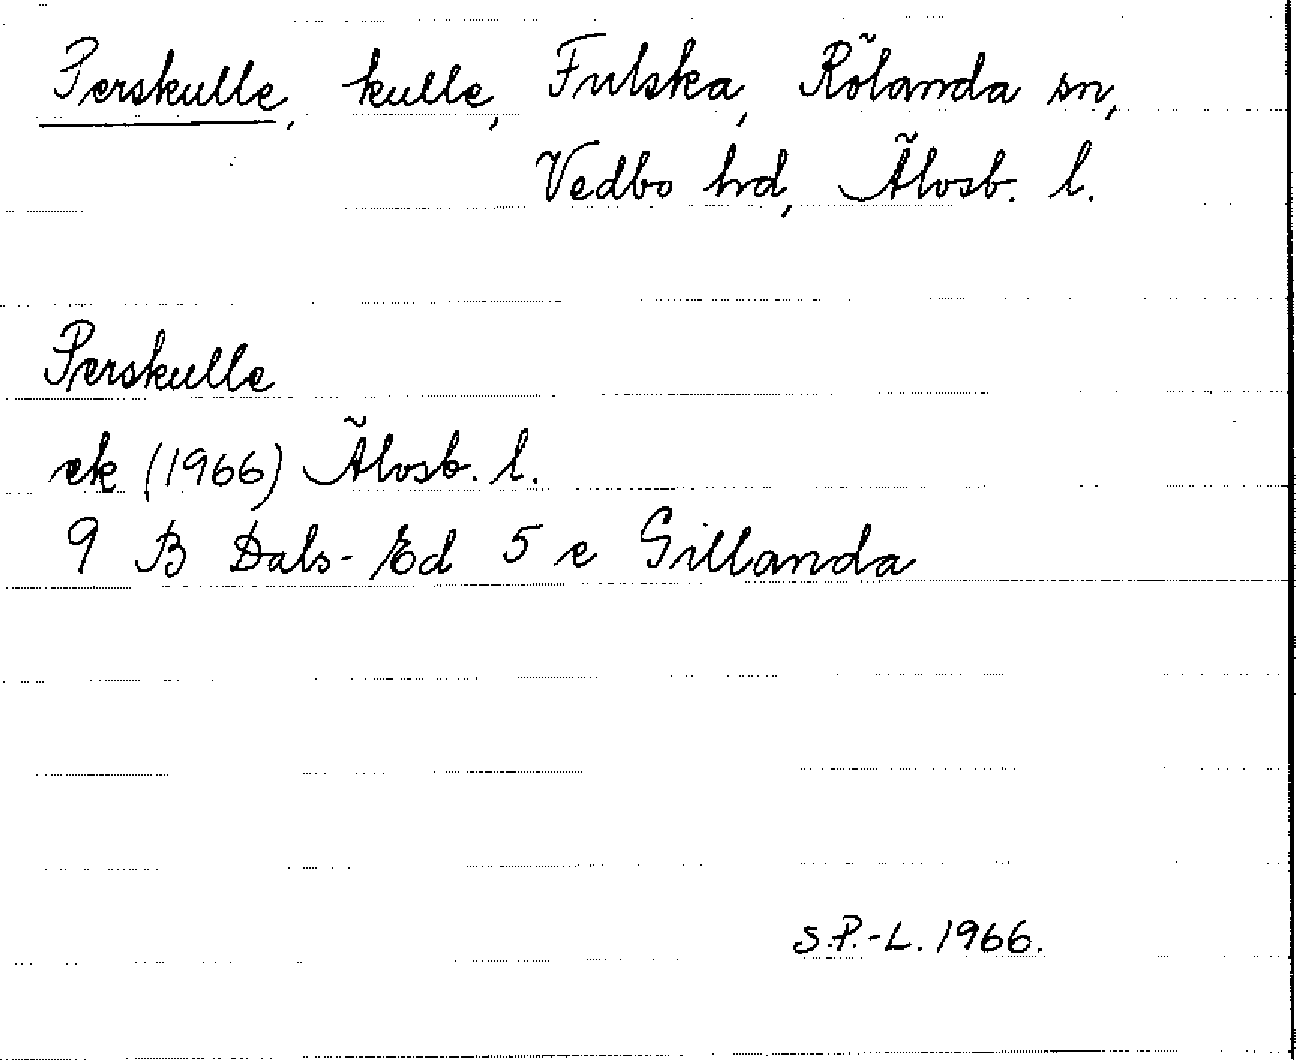 Perskulle, kulle, Fulska, Rölanda sn,
Vedbo hd, Älvsb. l.
Perskulle
ek (1966) Älvsb. l.
9 B Dals-Ed 5 e Gillanda
S.P.-L. 1966.